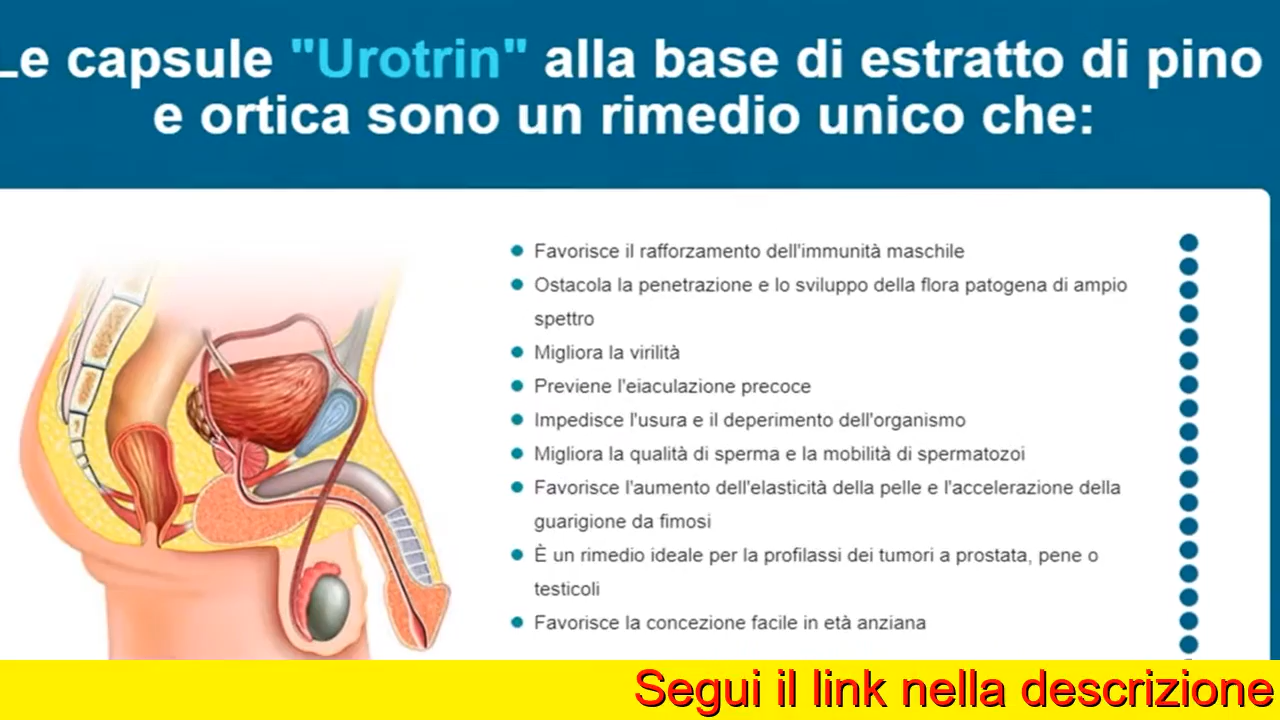 Le capsule "Urotrin" alla base di estratto di pino
e ortica sono un rimedio unico che:
Favorisce il rafforzamento dell'immunità maschile
Ostacola la penetrazione e lo sviluppo della flora patogena di ampio
spettro
Migliora la virilità
Previene l'eiaculazione precoce
Impedisce l'usura e il deperimento dell'organismo
Migliora la qualità di sperma e la mobilità di spermatozoi
Favorisce l'aumento dell'elasticità della pelle e l'accelerazione della
guarigione da fimosi
È un rimedio ideale per la profilassi dei tumori a prostata, pene o
testicoli
Favorisce la concezione facile in età anziana
Segui il link nella descrizione